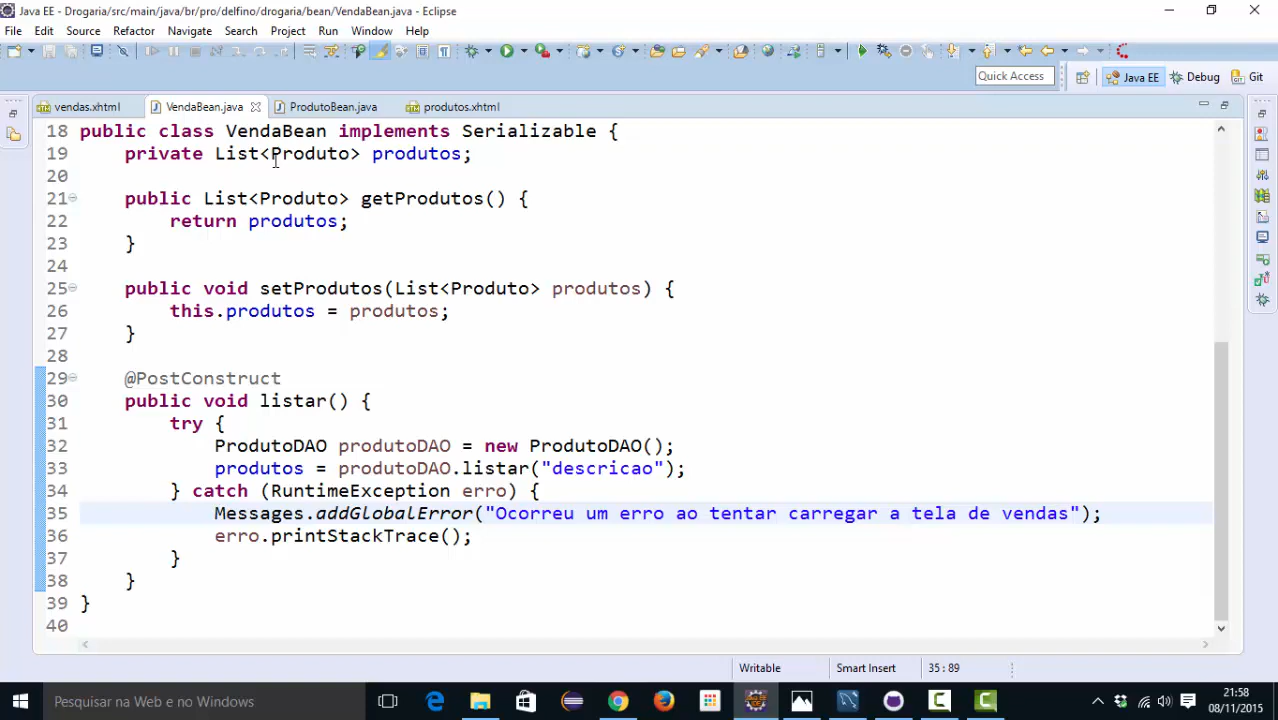 Java EE - Drogaria/src/main/java/br/pro/delfino/drogaria/bean/VendaBean.java - Eclipse
File Edit Source Refactor Navigate Search Project Run Window Help
Quick Access Java EE Debug Git
vendas.xhtml VendaBean.java ProdutoBean.java produtos.xhtml
18 public class VendaBean implements Serializable {
19 private List<Produto> produtos;
20
21 public List<Produto> getProdutos() {
22 return produtos;
23 }
24
25 public void setProdutos(List<Produto> produtos) {
26 this.produtos = produtos;
27 }
28
29 @PostConstruct
30 public void listar() {
31 try {
32 ProdutoDAO produtoDAO = new ProdutoDAO();
33 produtos = produtoDAO.listar("descricao");
34 } catch (RuntimeException erro) {
35 Messages.addGlobalError("Ocorreu um erro ao tentar carregar a tela de vendas");
36 erro.printStackTrace();
37 }
38 }
39 }
40
Writable Smart Insert 35 : 89
Pesquisar na Web e no Windows
21:58
08/11/2015